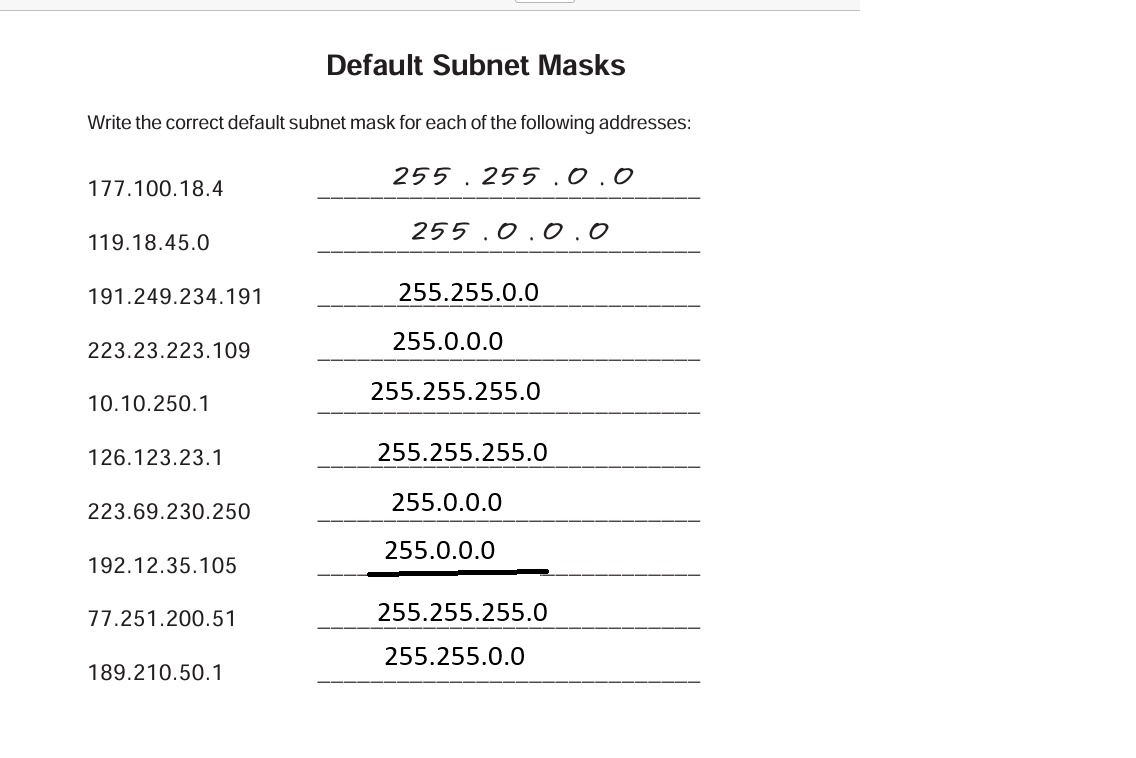 Default Subnet Masks
Write the correct default subnet mask for each of the following addresses:
177.100.18.4 255 . 255 . 0 . 0
119.18.45.0 255 . 0 . 0 . 0
191.249.234.191 255.255.0.0
223.23.223.109 255.0.0.0
10.10.250.1 255.255.255.0
126.123.23.1 255.255.255.0
223.69.230.250 255.0.0.0
192.12.35.105 255.0.0.0
77.251.200.51 255.255.255.0
189.210.50.1 255.255.0.0